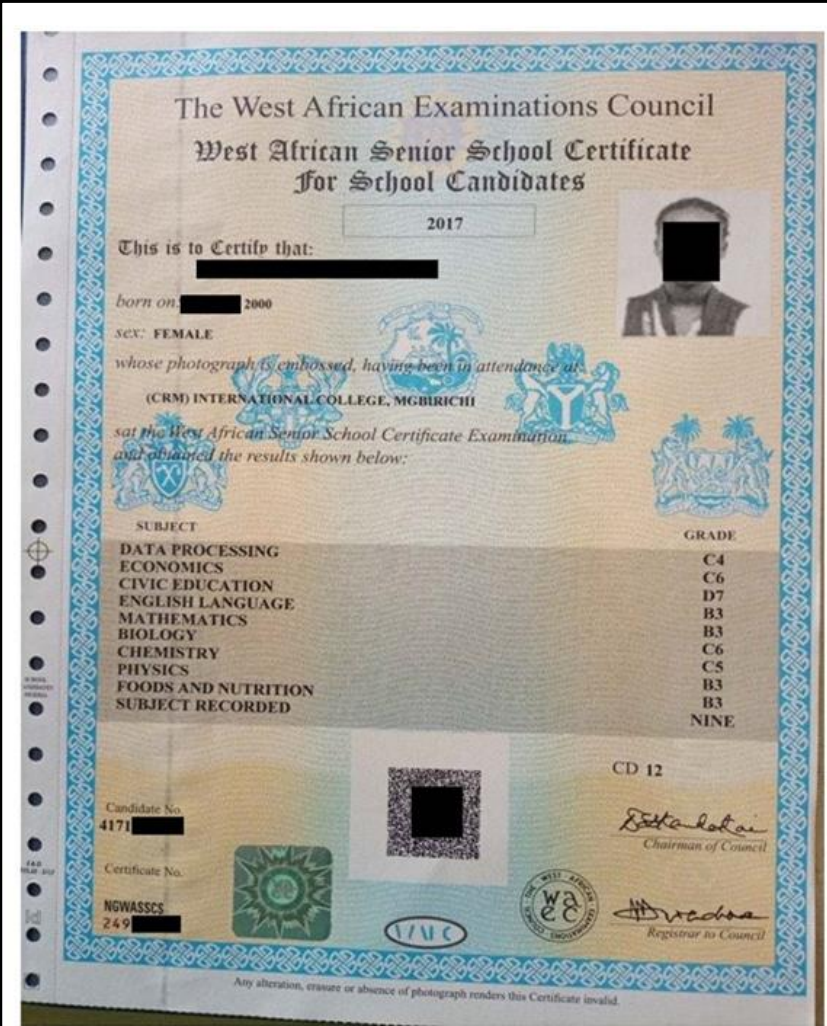 The West African Examinations Council
West African Senior School Certificate
For School Candidates
2017
This is to Certify that:
born on: 2000
sex: FEMALE
whose photograph is embossed, having been in attendance at:
(CRM) INTERNATIONAL COLLEGE, MGBIRICHI
sat the West African Senior School Certificate Examination
and obtained the results shown below:
SUBJECT GRADE
DATA PROCESSING C4
ECONOMICS C6
CIVIC EDUCATION D7
ENGLISH LANGUAGE B3
MATHEMATICS B3
BIOLOGY C6
CHEMISTRY C5
PHYSICS B3
FOODS AND NUTRITION B3
SUBJECT RECORDED NINE
CD 12
Candidate No.
4171
Chairman of Council
Certificate No.
NGWASSCS
249
THE WEST AFRICAN EXAMINATIONS COUNCIL
waec
Registrar to Council
Any alteration, erasure or absence of photograph renders this Certificate invalid.